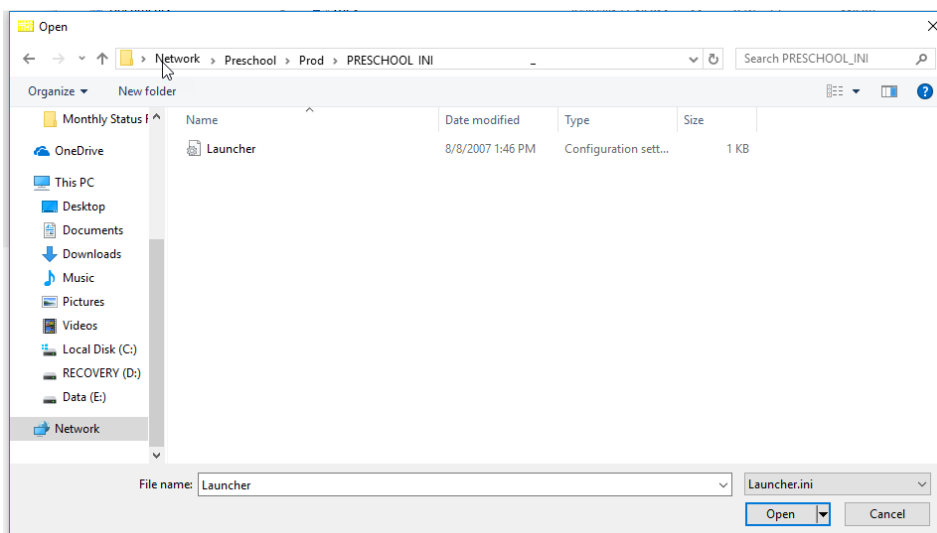 Open
Network > Preschool > Prod > PRESCHOOL INI _
Search PRESCHOOL_INI
Organize
New folder
Monthly Status
Name
Date modified
Type
Size
OneDrive
Launcher
8/8/2007 1:46 PM
Configuration sett...
1 KB
This PC
Desktop
Documents
Downloads
Music
Pictures
Videos
Local Disk (C:)
RECOVERY (D:)
Data (E:)
Network
File name:
Launcher
Launcher.ini
Open
Cancel